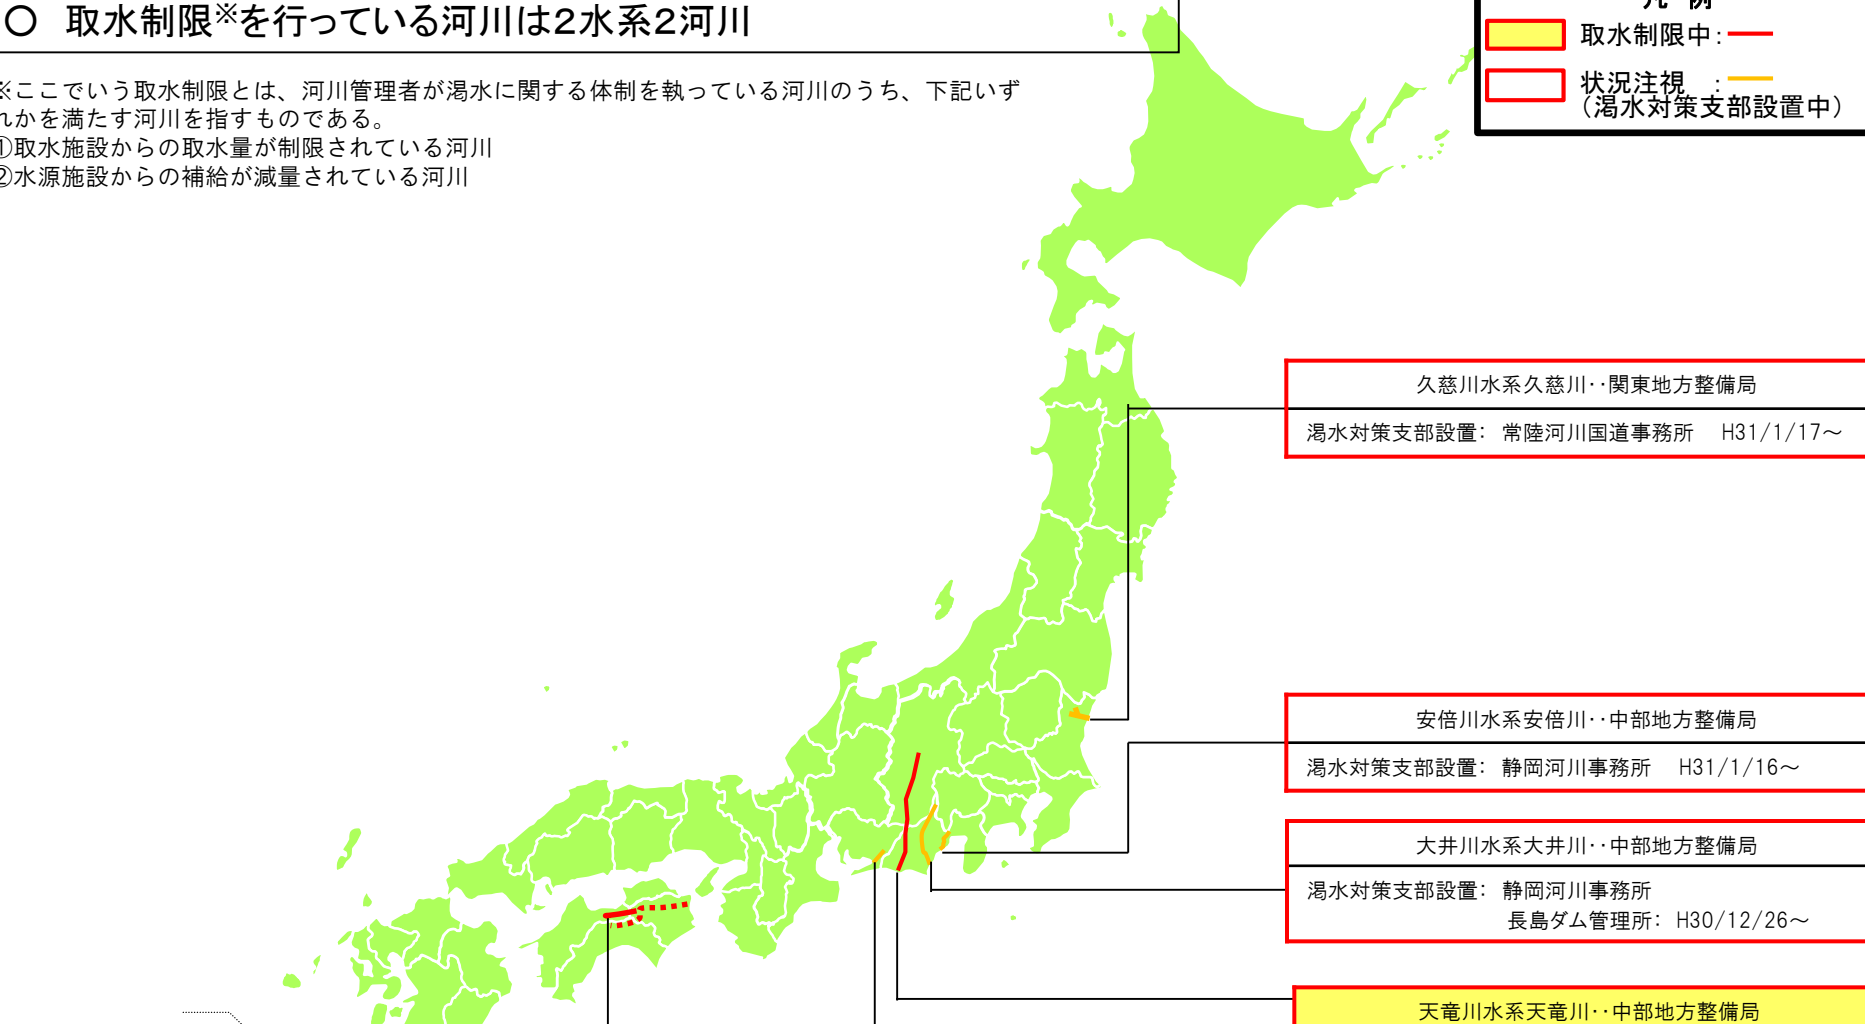 〇 取水制限※を行っている河川は2水系2河川
※ここでいう取水制限とは、河川管理者が渇水に関する体制を執っている河川のうち、下記いず
れかを満たす河川を指すものである。
①取水施設からの取水量が制限されている河川
②水源施設からの補給が減量されている河川
凡 例
取水制限中:
状況注視 :
(渇水対策支部設置中)
久慈川水系久慈川‥関東地方整備局
渇水対策支部設置: 常陸河川国道事務所 H31/1/17~
安倍川水系安倍川‥中部地方整備局
渇水対策支部設置: 静岡河川事務所 H31/1/16~
大井川水系大井川‥中部地方整備局
渇水対策支部設置: 静岡河川事務所
長島ダム管理所: H30/12/26~
天竜川水系天竜川‥中部地方整備局